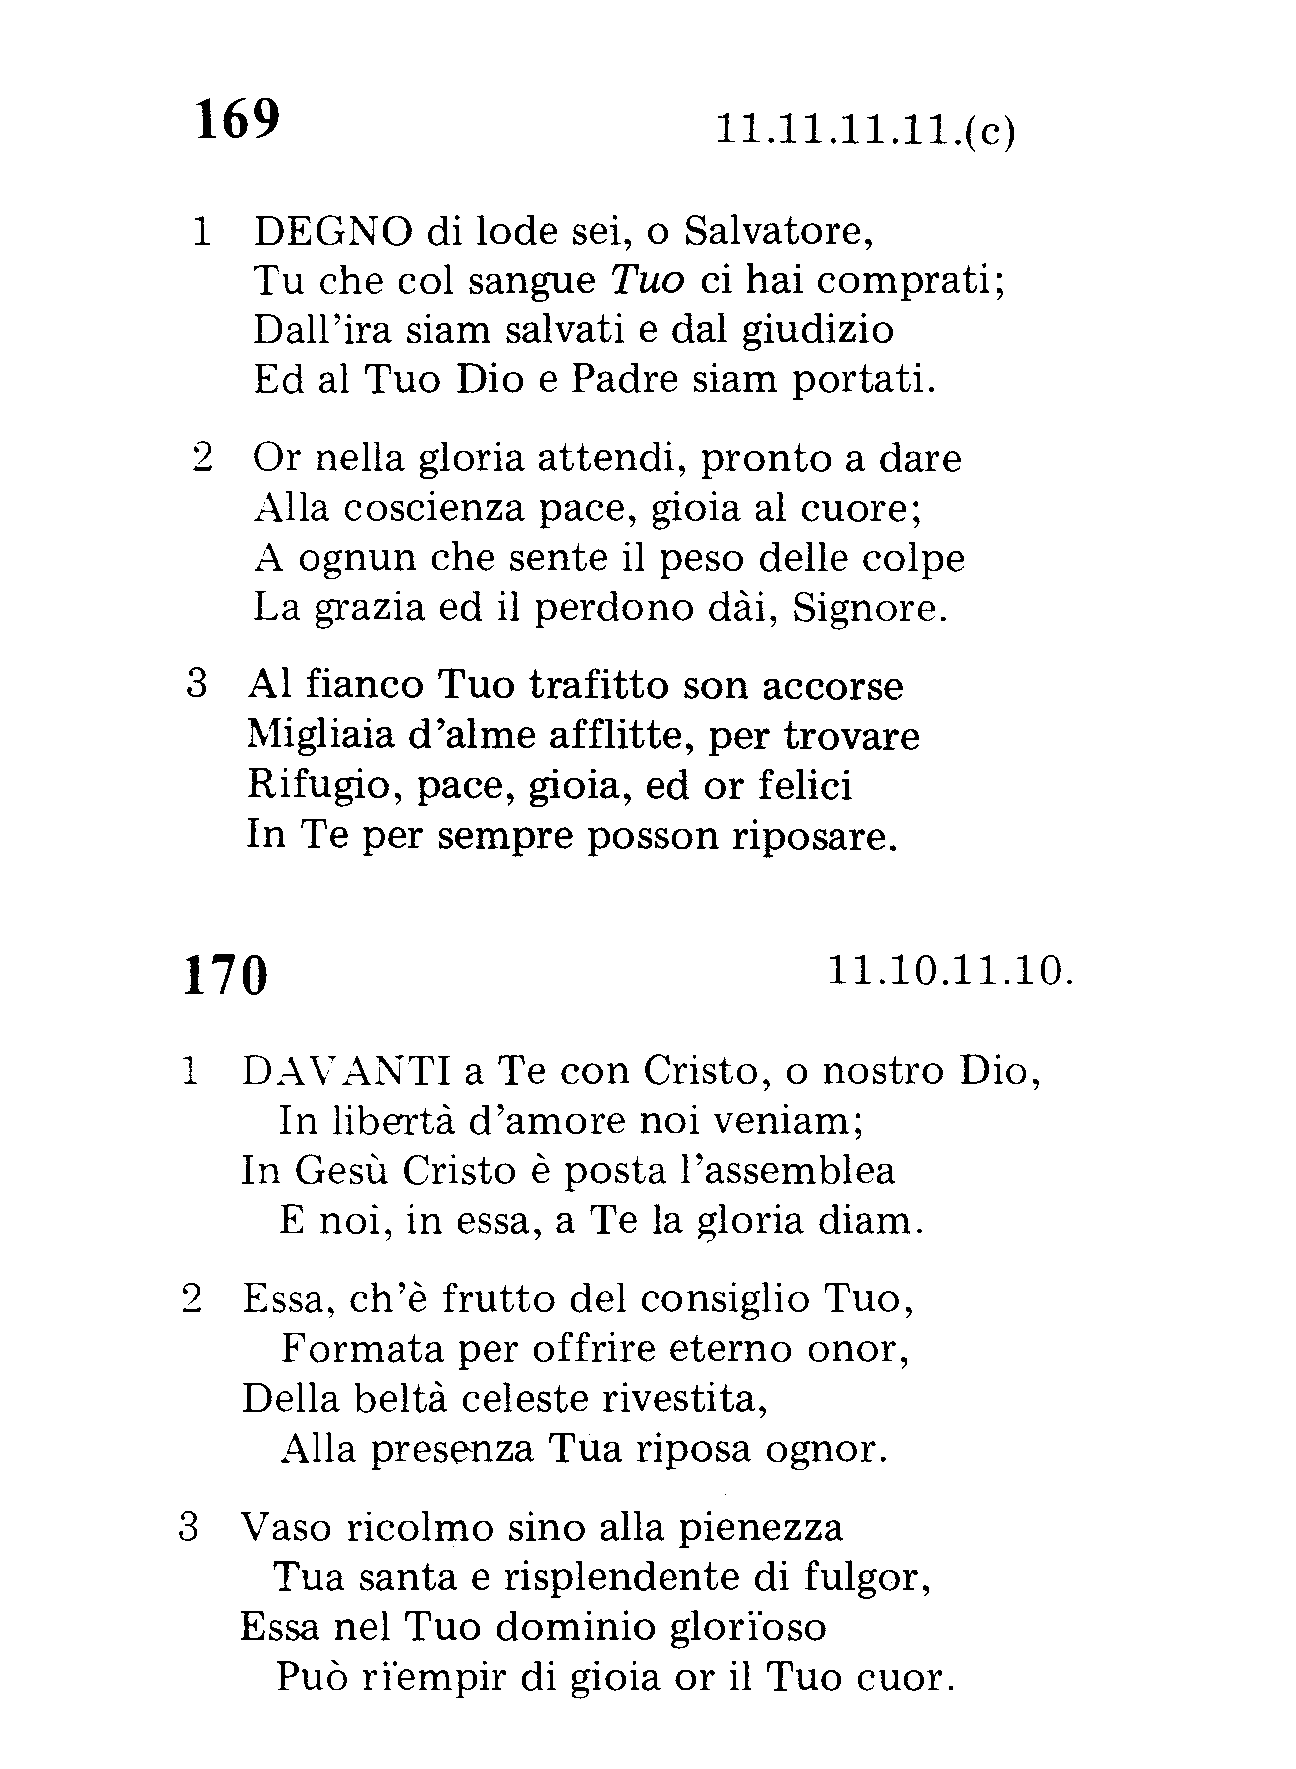 169 11.11.11.11.(c)
1 DEGNO di lode sei, o Salvatore,
Tu che col sangue Tuo ci hai comprati;
Dall'ira siam salvati e dal giudizio
Ed al Tuo Dio e Padre siam portati.
2 Or nella gloria attendi, pronto a dare
Alla coscienza pace, gioia al cuore;
A ognun che sente il peso delle colpe
La grazia ed il perdono dài, Signore.
3 Al fianco Tuo trafitto son accorse
Migliaia d'alme afflitte, per trovare
Rifugio, pace, gioia, ed or felici
In Te per sempre posson riposare.
170 11.10.11.10.
1 DAVANTI a Te con Cristo, o nostro Dio,
In libertà d'amore noi veniam;
In Gesù Cristo è posta l'assemblea
E noi, in essa, a Te la gloria diam.
2 Essa, ch'è frutto del consiglio Tuo,
Formata per offrire eterno onor,
Della beltà celeste rivestita,
Alla presenza Tua riposa ognor.
3 Vaso ricolmo sino alla pienezza
Tua santa e risplendente di fulgor,
Essa nel Tuo dominio glorïoso
Può rïempir di gioia or il Tuo cuor.